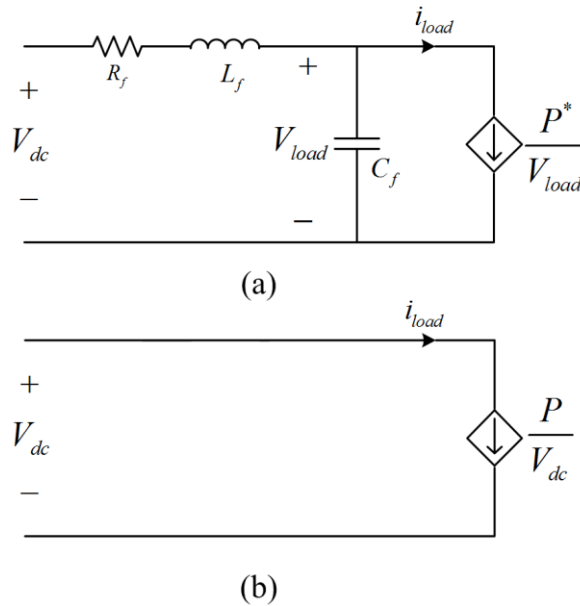 i_load
R_f
L_f
+
+
P*
V_dc
V_load
C_f
V_load
−
−
(a)
i_load
+
P
V_dc
V_dc
−
(b)